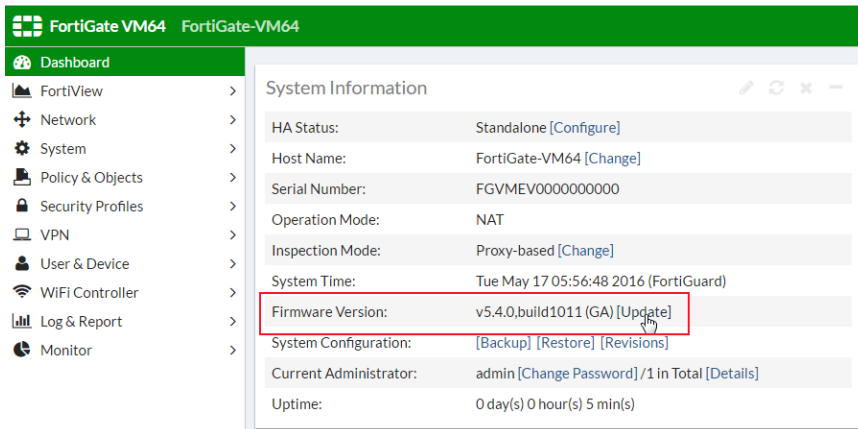 FortiGate VM64 FortiGate-VM64
Dashboard
FortiView
Network
System
Policy & Objects
Security Profiles
VPN
User & Device
WiFi Controller
Log & Report
Monitor
System Information
HA Status: Standalone [Configure]
Host Name: FortiGate-VM64 [Change]
Serial Number: FGVMEV0000000000
Operation Mode: NAT
Inspection Mode: Proxy-based [Change]
System Time: Tue May 17 05:56:48 2016 (FortiGuard)
Firmware Version: v5.4.0,build1011 (GA) [Update]
System Configuration: [Backup] [Restore] [Revisions]
Current Administrator: admin [Change Password] /1 in Total [Details]
Uptime: 0 day(s) 0 hour(s) 5 min(s)